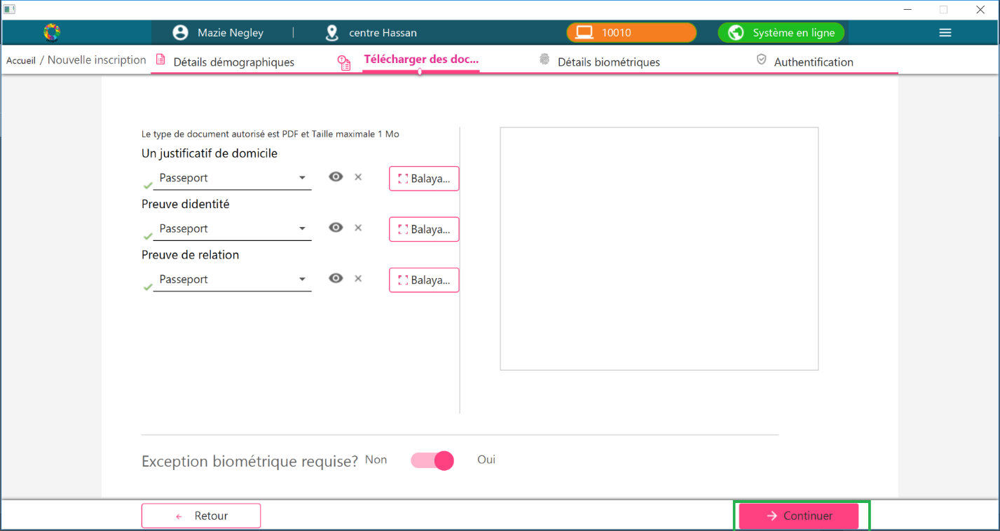 Mazie Negley | centre Hassan 10010 Système en ligne
Accueil / Nouvelle inscription Détails démographiques Télécharger des doc... Détails biométriques Authentification
Le type de document autorisé est PDF et Taille maximale 1 Mo
Un justificatif de domicile
Passeport Balaya...
Preuve didentité
Passeport Balaya...
Preuve de relation
Passeport Balaya...
Exception biométrique requise? Non Oui
Retour Continuer